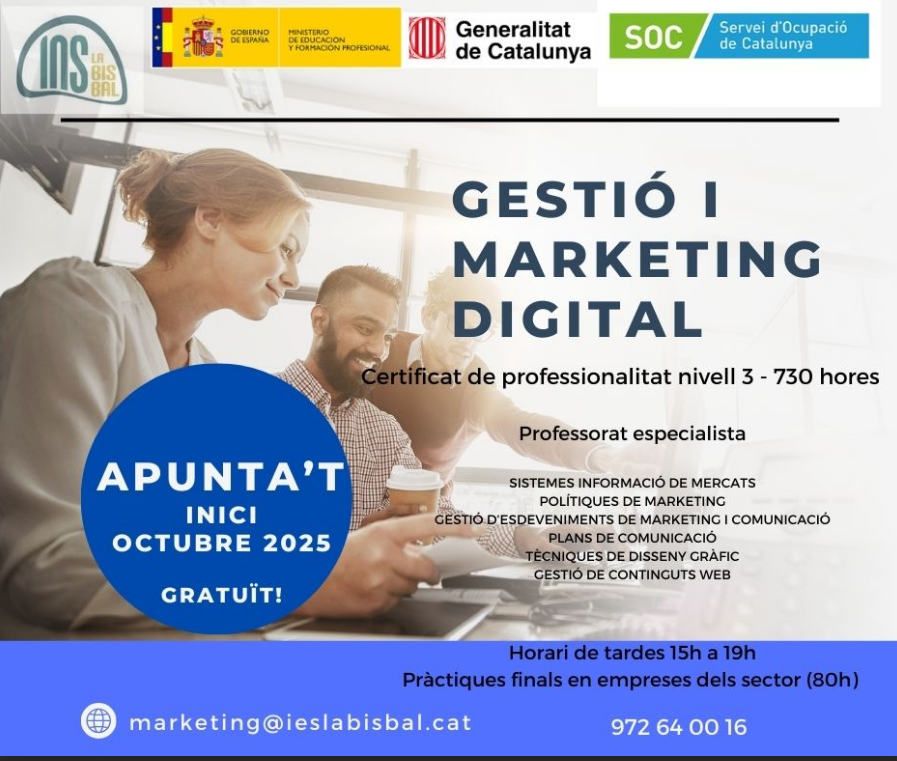 INS LA
BIS
BAL
GOBIERNO
DE ESPAÑA
MINISTERIO
DE EDUCACIÓN
Y FORMACIÓN PROFESIONAL
Generalitat
de Catalunya
SOC
Servei d'Ocupació
de Catalunya
GESTIÓ I
MARKETING
DIGITAL
Certificat de professionalitat nivell 3 - 730 hores
Professorat especialista
SISTEMES INFORMACIÓ DE MERCATS
POLÍTIQUES DE MARKETING
GESTIÓ D'ESDEVENIMENTS DE MARKETING I COMUNICACIÓ
PLANS DE COMUNICACIÓ
TÈCNIQUES DE DISSENY GRÀFIC
GESTIÓ DE CONTINGUTS WEB
APUNTA'T
INICI
OCTUBRE 2025
GRATUÏT!
Horari de tardes 15h a 19h
Pràctiques finals en empreses dels sector (80h)
marketing@ieslabisbal.cat
972 64 00 16